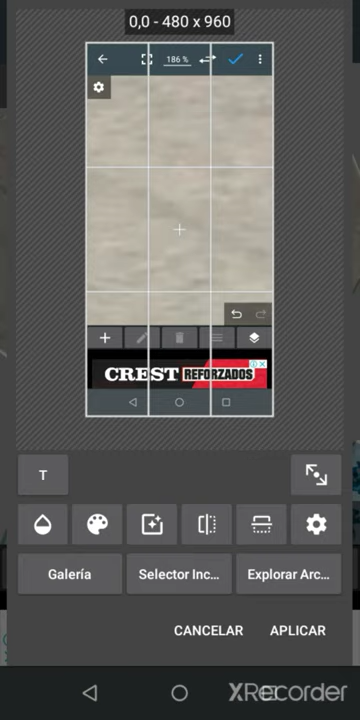 0,0 - 480 x 960
186 %
CREST REFORZADOS
T
Galería
Selector Inc...
Explorar Arc...
CANCELAR
APLICAR
XRecorder